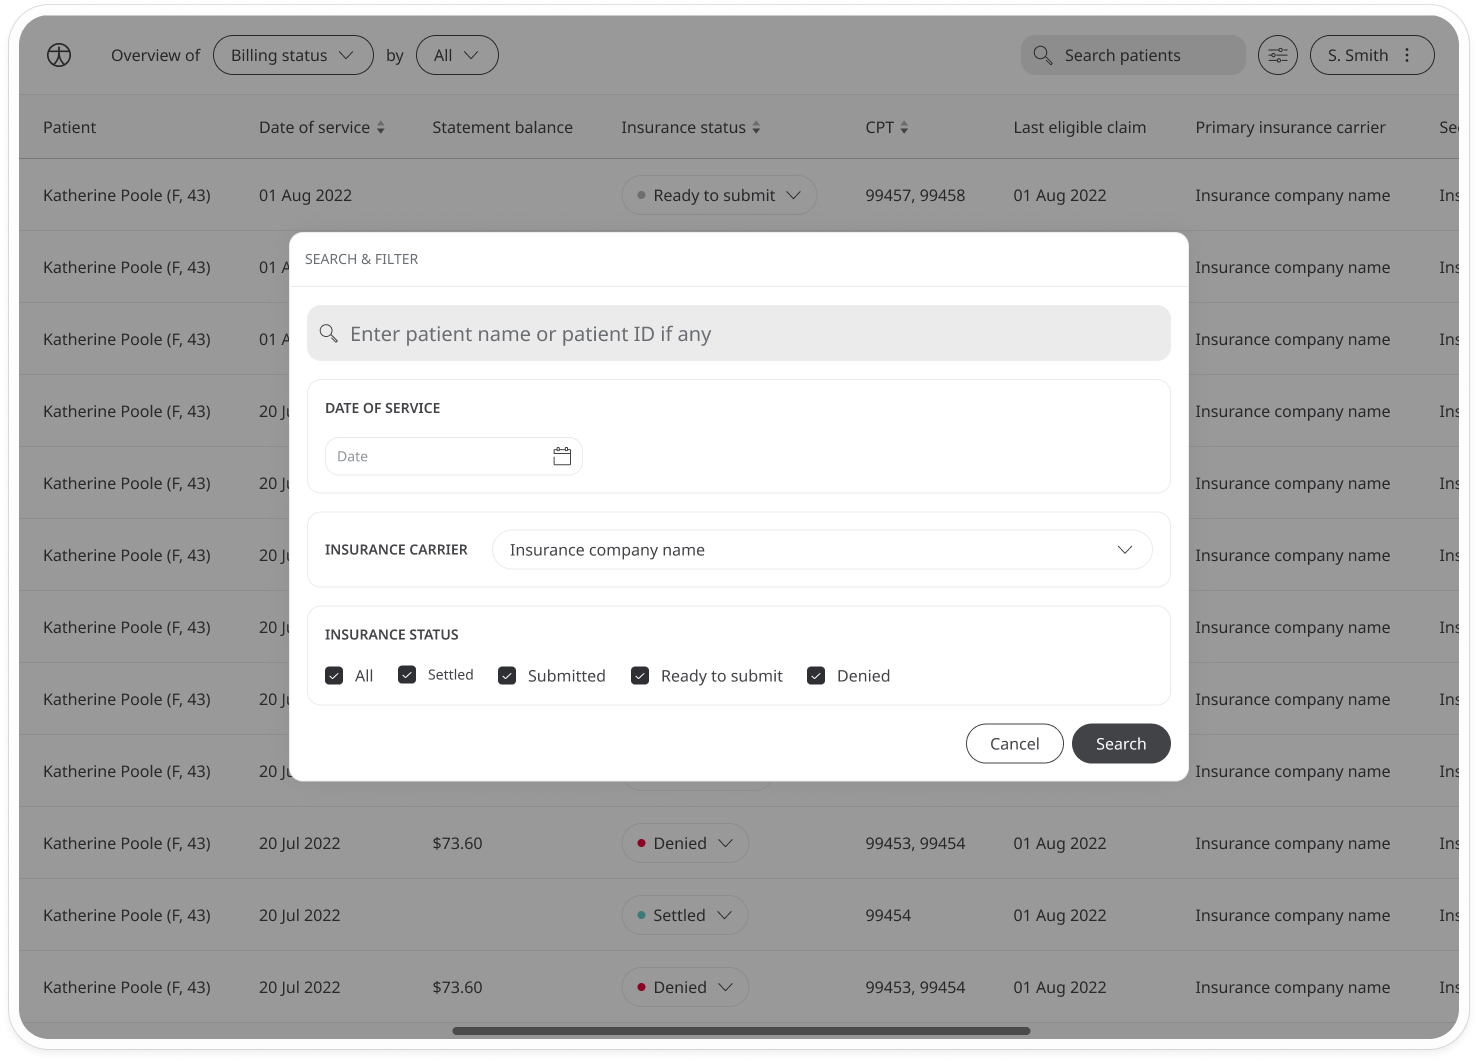 Overview of Billing status by All Search patients S. Smith
Patient Date of service Statement balance Insurance status CPT Last eligible claim Primary insurance carrier
Katherine Poole (F, 43) 01 Aug 2022 Ready to submit 99457, 99458 01 Aug 2022 Insurance company name Ins
Katherine Poole (F, 43) 01 A Insurance company name Ins
SEARCH & FILTER
Katherine Poole (F, 43) 01 A Insurance company name Ins
Enter patient name or patient ID if any
Katherine Poole (F, 43) 20 Ju Insurance company name Ins
DATE OF SERVICE
Date
Katherine Poole (F, 43) 20 Ju Insurance company name Ins
Katherine Poole (F, 43) 20 Ju Insurance company name Ins
INSURANCE CARRIER Insurance company name
Katherine Poole (F, 43) 20 Ju Insurance company name Ins
INSURANCE STATUS
All Settled Submitted Ready to submit Denied
Katherine Poole (F, 43) 20 Ju Insurance company name Ins
Cancel Search
Katherine Poole (F, 43) 20 Ju Insurance company name Ins
Katherine Poole (F, 43) 20 Jul 2022 $73.60 Denied 99453, 99454 01 Aug 2022 Insurance company name Ins
Katherine Poole (F, 43) 20 Jul 2022 Settled 99454 01 Aug 2022 Insurance company name Ins
Katherine Poole (F, 43) 20 Jul 2022 $73.60 Denied 99453, 99454 01 Aug 2022 Insurance company name Ins